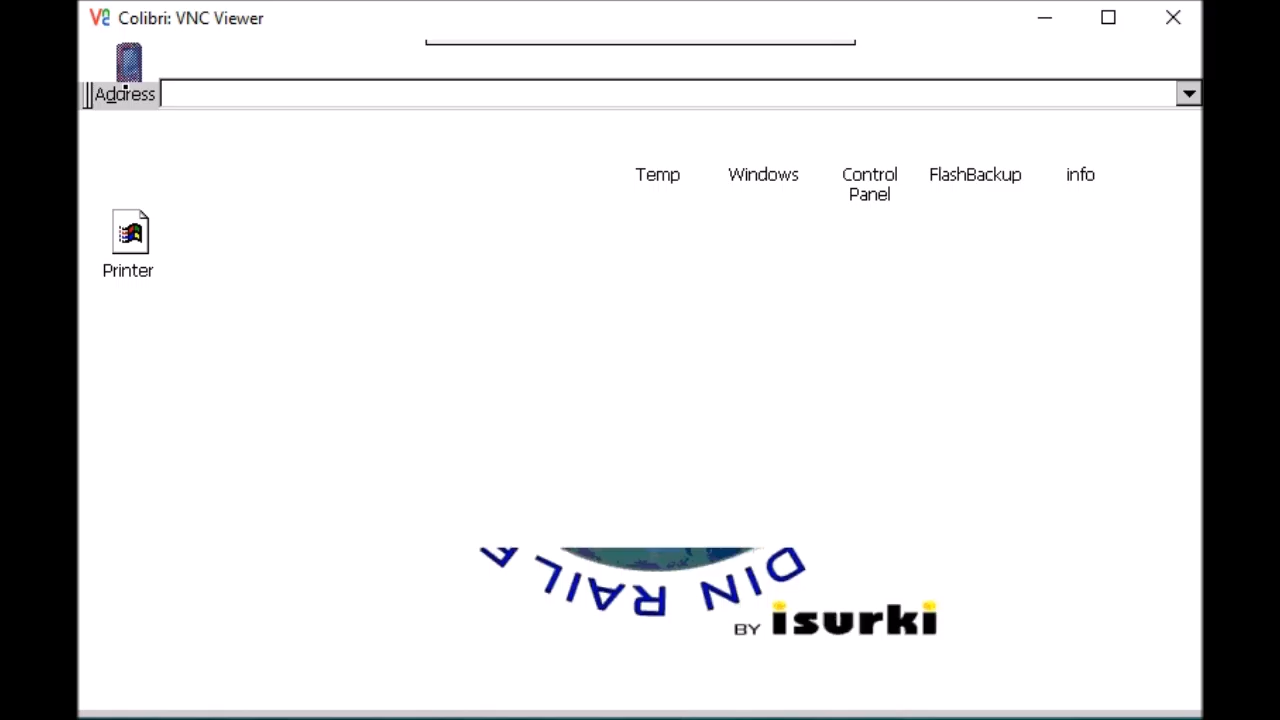 Colibri: VNC Viewer
Address
Temp Windows Control Panel FlashBackup info
Printer
DIN RAIL
BY isurki